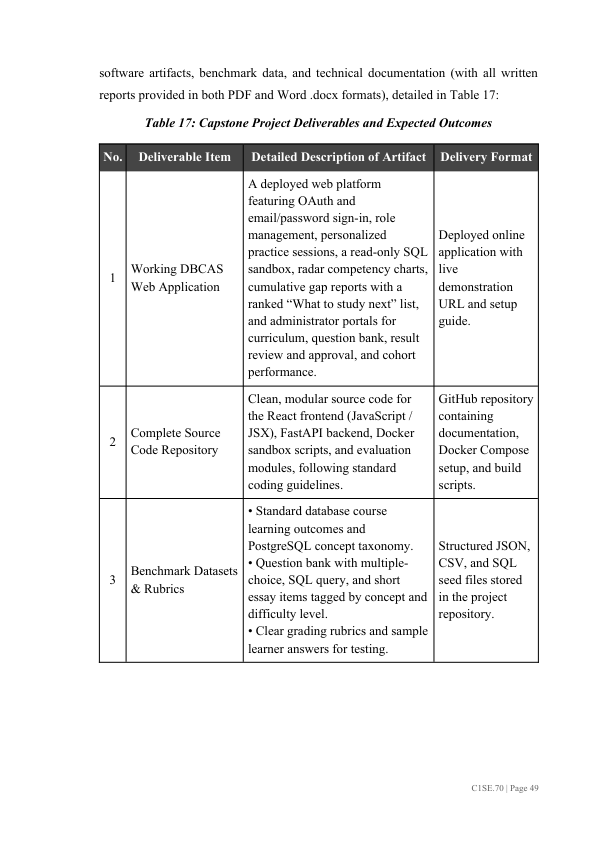 software artifacts, benchmark data, and technical documentation (with all written
reports provided in both PDF and Word .docx formats), detailed in Table 17:
Table 17: Capstone Project Deliverables and Expected Outcomes
No. Deliverable Item Detailed Description of Artifact Delivery Format
1
Working DBCAS
Web Application
A deployed web platform
featuring OAuth and
email/password sign-in, role
management, personalized
practice sessions, a read-only SQL
sandbox, radar competency charts,
cumulative gap reports with a
ranked “What to study next” list,
and administrator portals for
curriculum, question bank, result
review and approval, and cohort
performance.
Deployed online
application with
live
demonstration
URL and setup
guide.
2
Complete Source
Code Repository
Clean, modular source code for
the React frontend (JavaScript /
JSX), FastAPI backend, Docker
sandbox scripts, and evaluation
modules, following standard
coding guidelines.
GitHub repository
containing
documentation,
Docker Compose
setup, and build
scripts.
3
Benchmark Datasets
& Rubrics
• Standard database course
learning outcomes and
PostgreSQL concept taxonomy.
• Question bank with multiple-
choice, SQL query, and short
essay items tagged by concept and
difficulty level.
• Clear grading rubrics and sample
learner answers for testing.
Structured JSON,
CSV, and SQL
seed files stored
in the project
repository.
C1SE.70 | Page 49